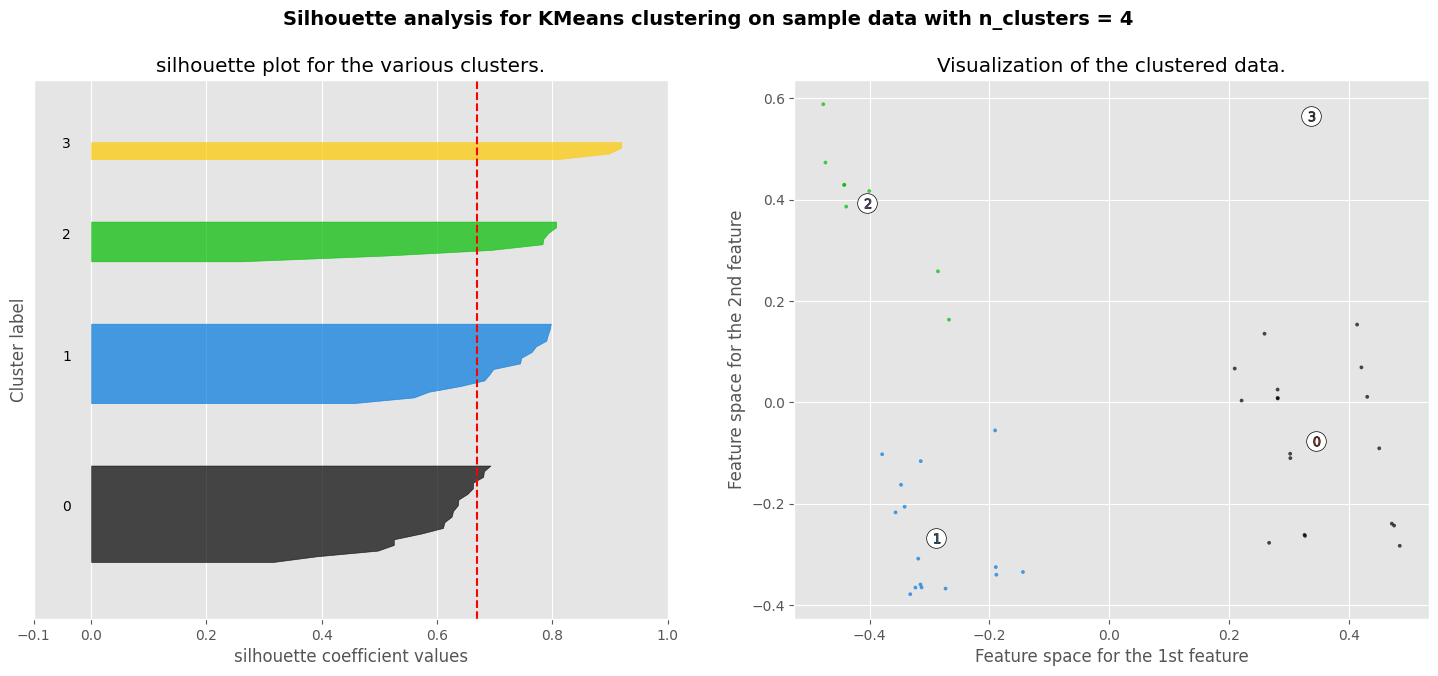 Silhouette analysis for KMeans clustering on sample data with n_clusters = 4
silhouette plot for the various clusters.
Cluster label
3
2
1
0
−0.1 0.0 0.2 0.4 0.6 0.8 1.0
silhouette coefficient values
Visualization of the clustered data.
Feature space for the 2nd feature
0.6
0.4
0.2
0.0
−0.2
−0.4
3
2
0
1
−0.4 −0.2 0.0 0.2 0.4
Feature space for the 1st feature